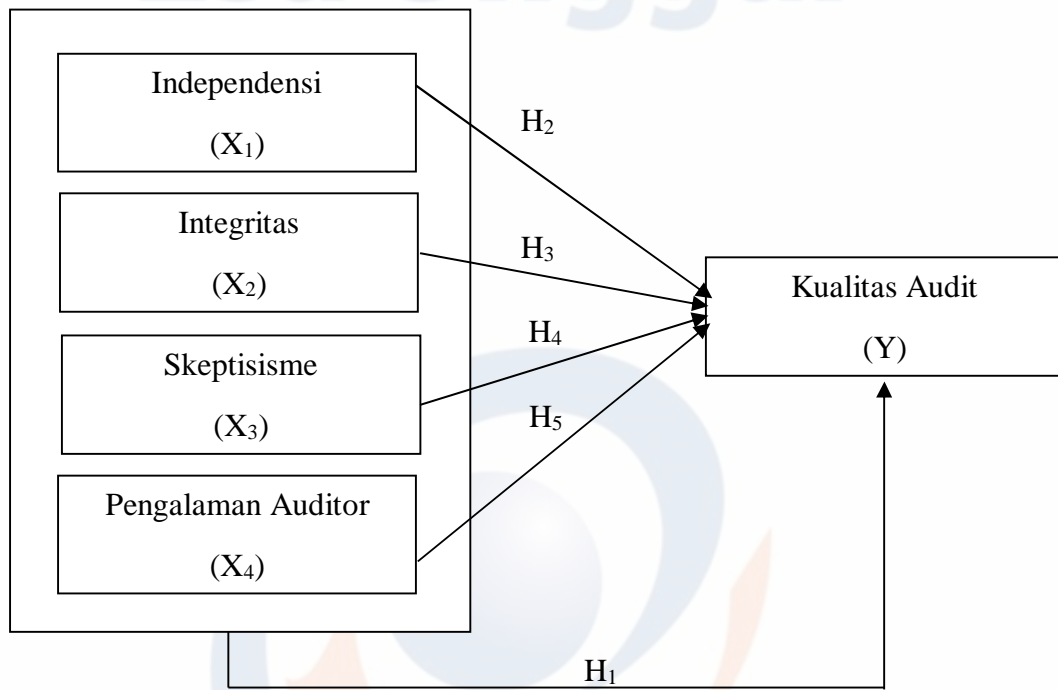 Independensi
(X₁)
H₂
Integritas
(X₂)
H₃
Kualitas Audit
(Y)
Skeptisisme
(X₃)
H₄
H₅
Pengalaman Auditor
(X₄)
H₁